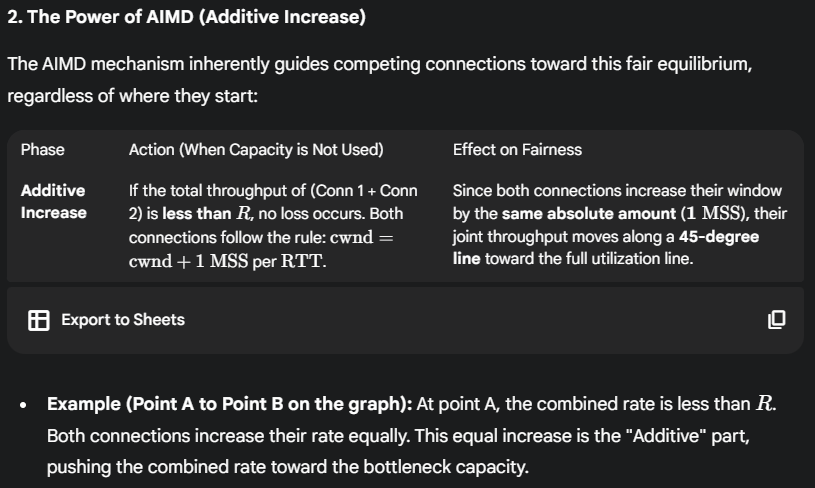 2. The Power of AIMD (Additive Increase)
The AIMD mechanism inherently guides competing connections toward this fair equilibrium,
regardless of where they start:
Phase Action (When Capacity is Not Used) Effect on Fairness
Additive Increase
If the total throughput of (Conn 1 + Conn
2) is less than R, no loss occurs. Both
connections follow the rule: cwnd =
cwnd + 1 MSS per RTT.
Since both connections increase their window
by the same absolute amount (1 MSS), their
joint throughput moves along a 45-degree
line toward the full utilization line.
Export to Sheets
• Example (Point A to Point B on the graph): At point A, the combined rate is less than R.
Both connections increase their rate equally. This equal increase is the "Additive" part,
pushing the combined rate toward the bottleneck capacity.